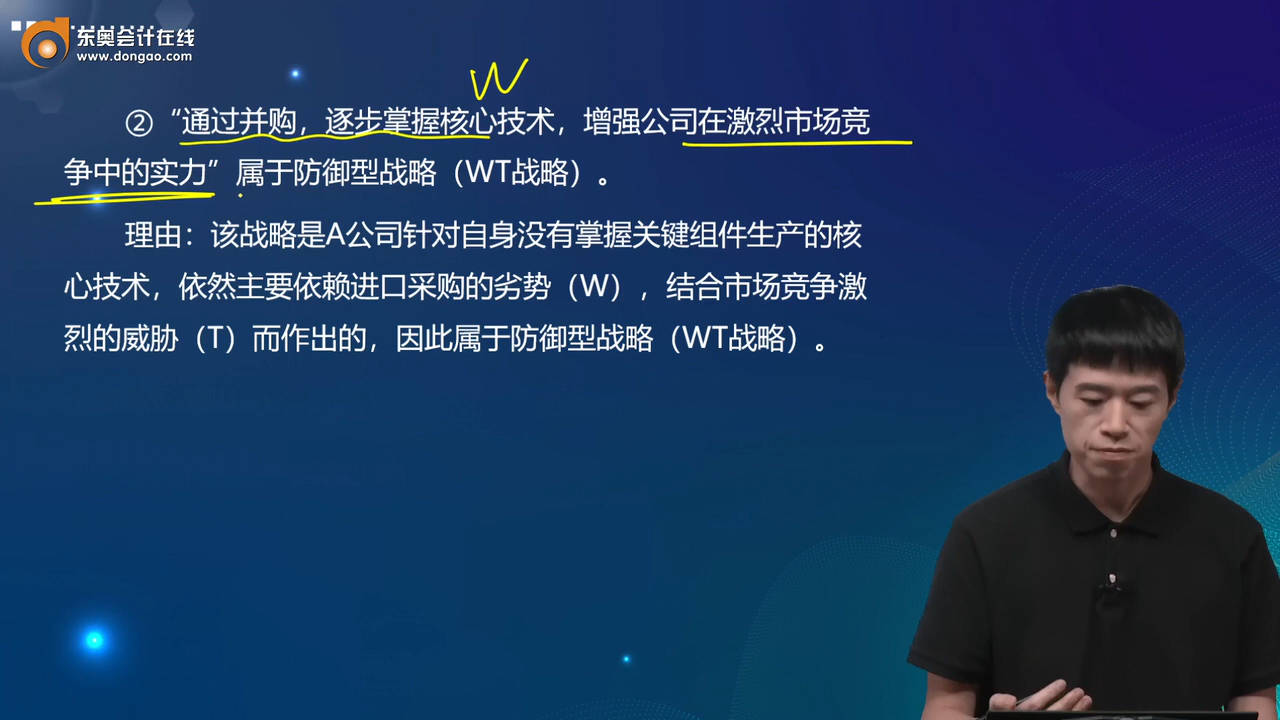 东奥会计在线
www.dongao.com
W
②“通过并购，逐步掌握核心技术，增强公司在激烈市场竞
争中的实力”属于防御型战略（WT战略）。
理由：该战略是A公司针对自身没有掌握关键组件生产的核
心技术，依然主要依赖进口采购的劣势（W），结合市场竞争激
烈的威胁（T）而作出的，因此属于防御型战略（WT战略）。